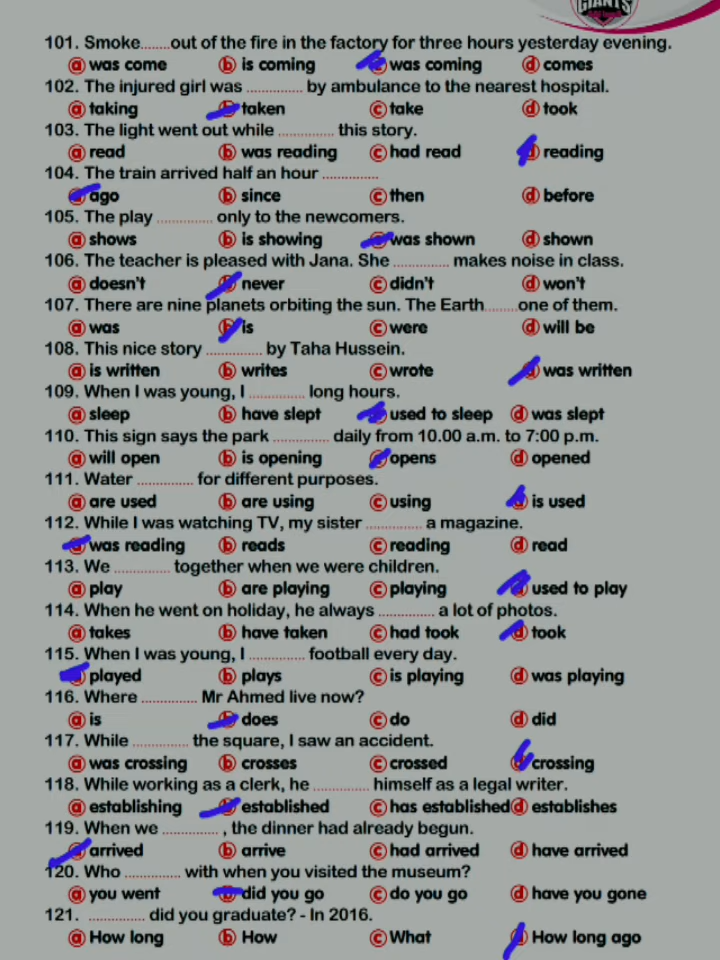 GIANTS
101. Smoke.......out of the fire in the factory for three hours yesterday evening.
a was come b is coming c was coming d comes
102. The injured girl was ............. by ambulance to the nearest hospital.
a taking b taken c take d took
103. The light went out while ............. this story.
a read b was reading c had read d reading
104. The train arrived half an hour .............
a ago b since c then d before
105. The play ............. only to the newcomers.
a shows b is showing c was shown d shown
106. The teacher is pleased with Jana. She ............. makes noise in class.
a doesn't b never c didn't d won't
107. There are nine planets orbiting the sun. The Earth.......one of them.
a was b is c were d will be
108. This nice story ............. by Taha Hussein.
a is written b writes c wrote d was written
109. When I was young, I ............. long hours.
a sleep b have slept c used to sleep d was slept
110. This sign says the park ............. daily from 10.00 a.m. to 7:00 p.m.
a will open b is opening c opens d opened
111. Water ............. for different purposes.
a are used b are using c using d is used
112. While I was watching TV, my sister ............. a magazine.
a was reading b reads c reading d read
113. We ............. together when we were children.
a play b are playing c playing d used to play
114. When he went on holiday, he always ............. a lot of photos.
a takes b have taken c had took d took
115. When I was young, I ............. football every day.
a played b plays c is playing d was playing
116. Where ............. Mr Ahmed live now?
a is b does c do d did
117. While ............. the square, I saw an accident.
a was crossing b crosses c crossed d crossing
118. While working as a clerk, he ............. himself as a legal writer.
a establishing b established c has established d establishes
119. When we ............. , the dinner had already begun.
a arrived b arrive c had arrived d have arrived
120. Who ............. with when you visited the museum?
a you went b did you go c do you go d have you gone
121. ............. did you graduate? - In 2016.
a How long b How c What d How long ago